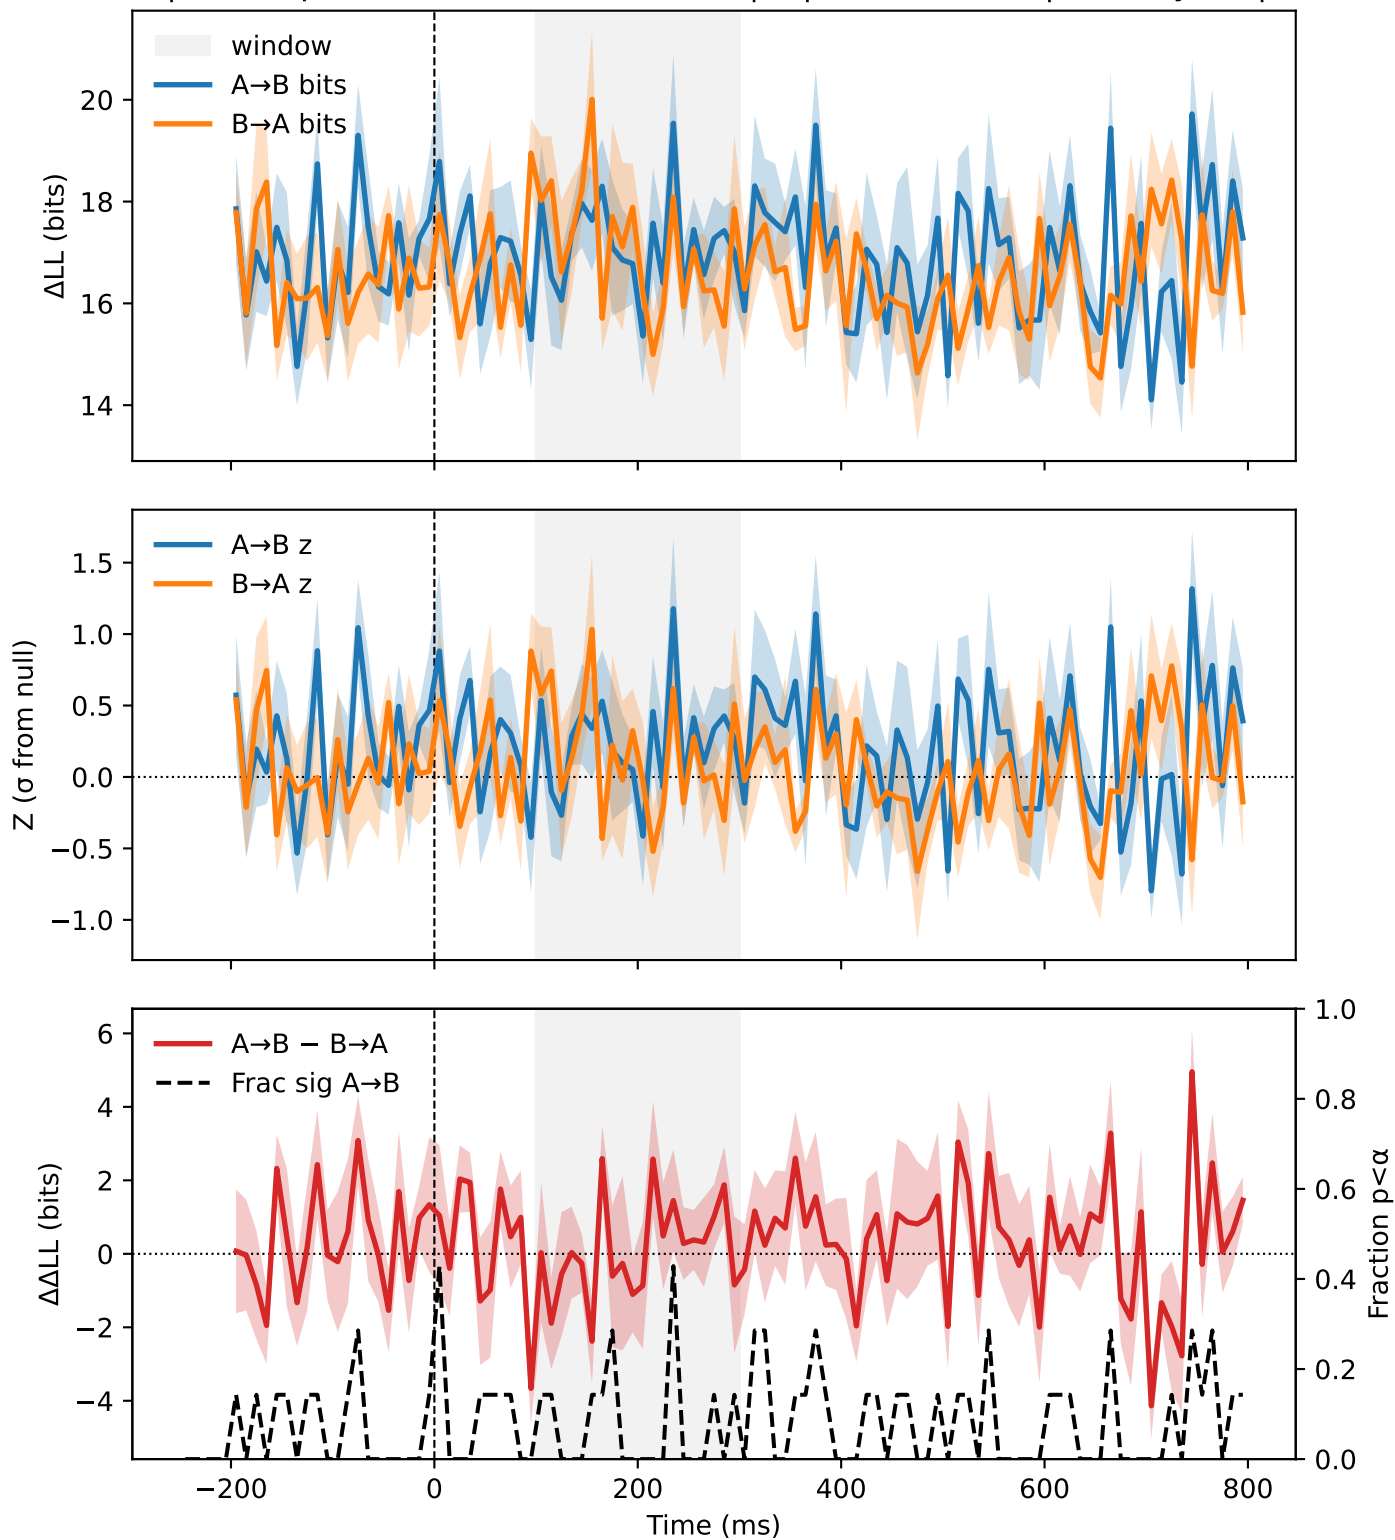 window
A→B bits
B→A bits
ΔLL (bits)
20
18
16
14
A→B z
B→A z
Z (σ from null)
1.5
1.0
0.5
0.0
−0.5
−1.0
A→B − B→A
Frac sig A→B
ΔΔLL (bits)
6
4
2
0
−2
−4
1.0
0.8
0.6
0.4
0.2
0.0
Fraction p<α
−200
0
200
400
600
800
Time (ms)